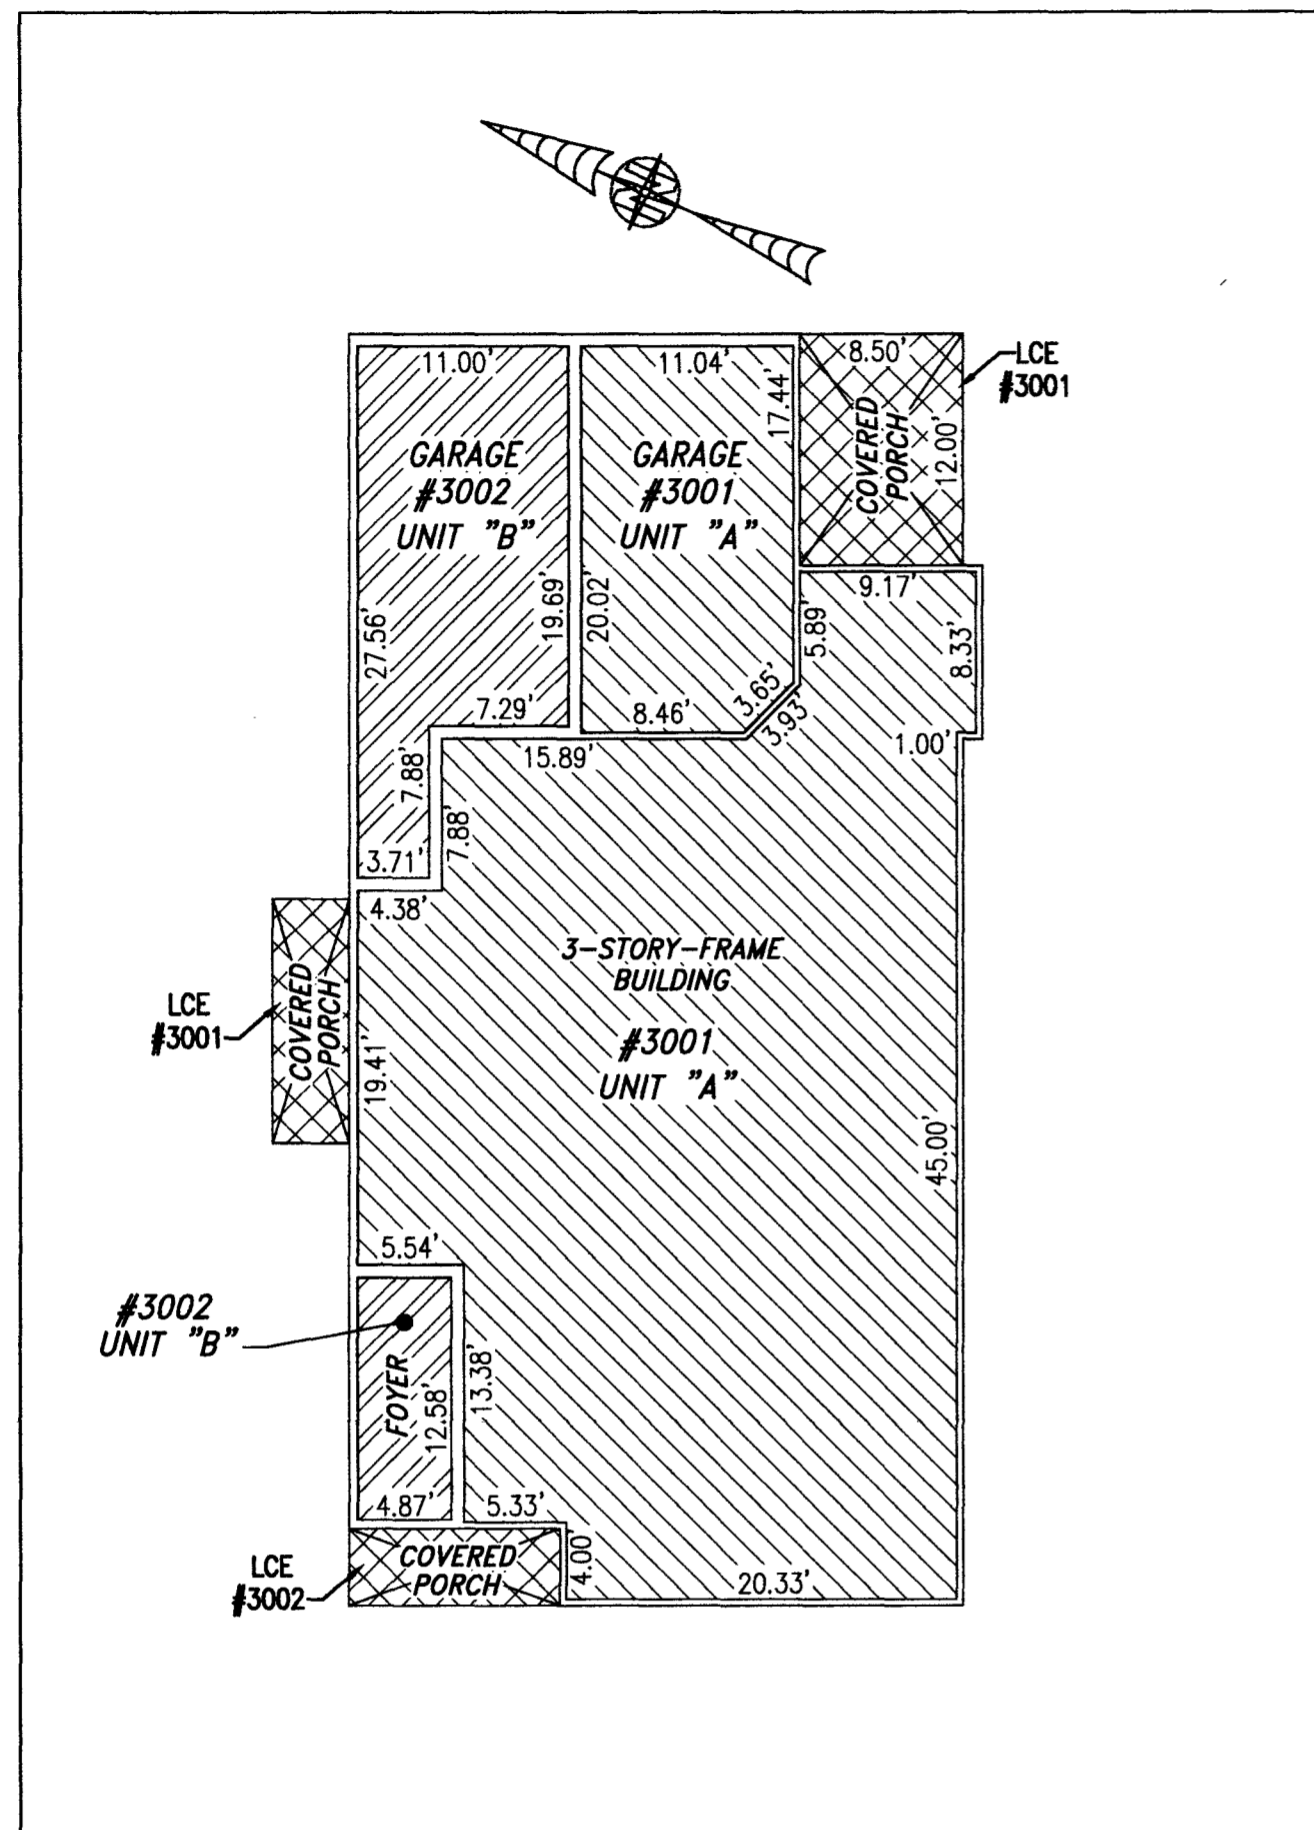 N
11.00'
11.04'
8.50'
LCE
#3001
17.44'
GARAGE
#3002
UNIT "B"
GARAGE
#3001
UNIT "A"
COVERED
PORCH
12.00'
27.56'
19.69'
20.02'
9.17'
5.89'
8.33'
7.29'
8.46'
3.65'
3.93'
1.00'
15.89'
7.88'
7.88'
3.71'
4.38'
3-STORY-FRAME
BUILDING
#3001
UNIT "A"
LCE
#3001
COVERED
PORCH
19.41'
45.00'
5.54'
#3002
UNIT "B"
FOYER
12.58'
13.38'
4.87'
5.33'
LCE
#3002
COVERED
PORCH
4.00'
20.33'